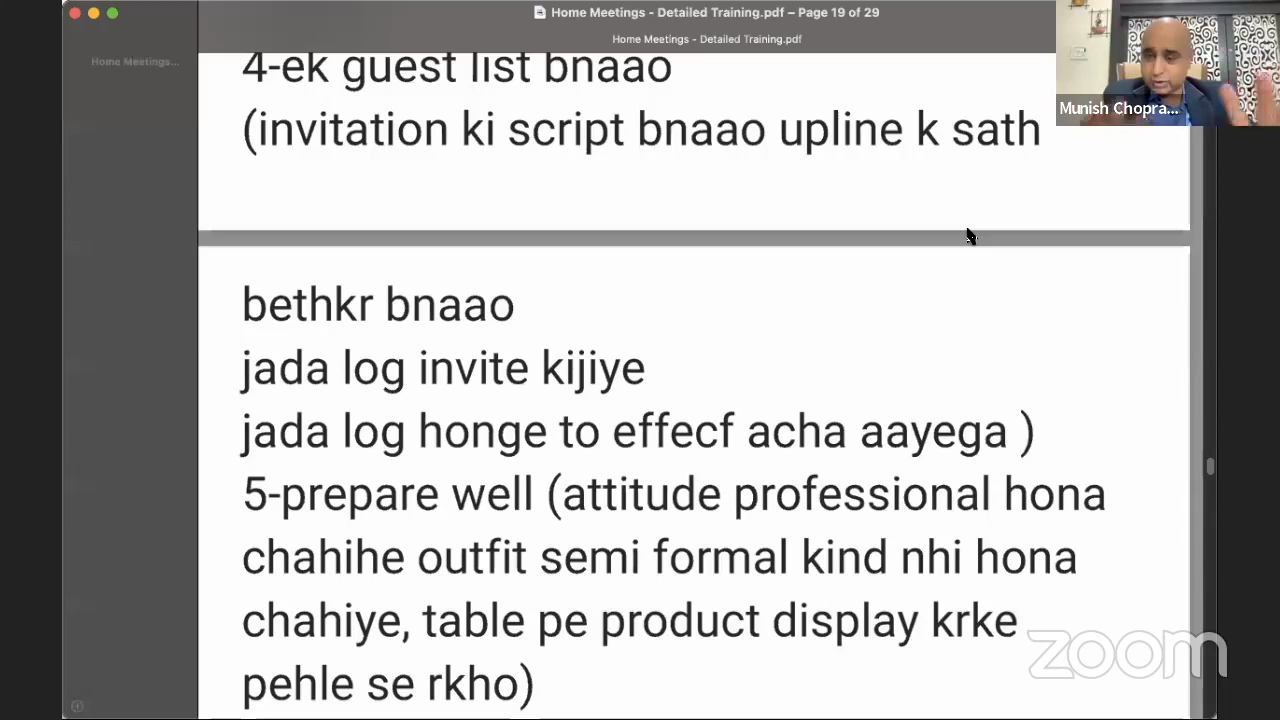 Home Meetings - Detailed Training.pdf – Page 19 of 29
Home Meetings - Detailed Training.pdf
Home Meetings...
Munish Chopra...
4-ek guest list bnaao
(invitation ki script bnaao upline k sath
bethkr bnaao
jada log invite kijiye
jada log honge to effecf acha aayega )
5-prepare well (attitude professional hona
chahihe outfit semi formal kind nhi hona
chahiye, table pe product display krke
pehle se rkho)
zoom